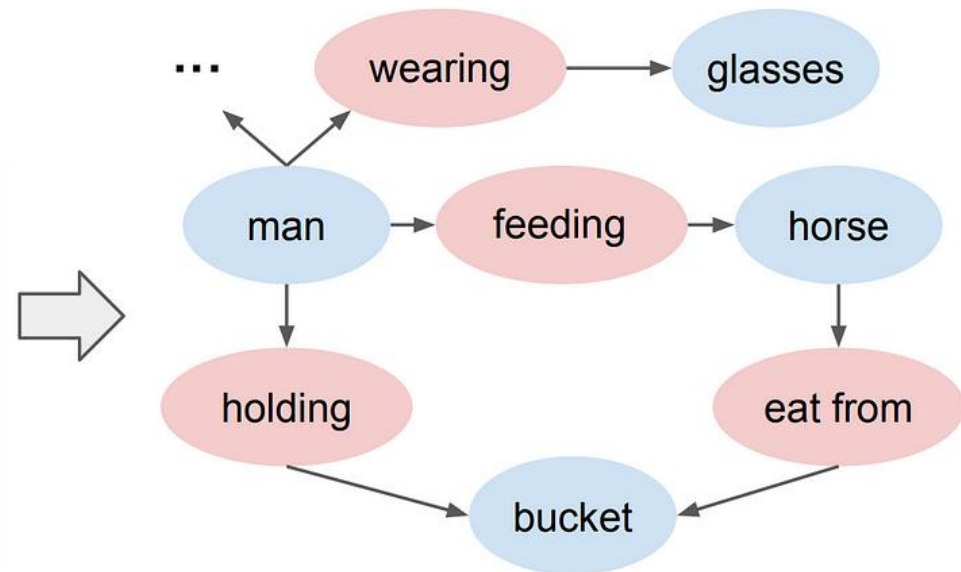 ...
wearing
glasses
man
feeding
horse
holding
eat from
bucket